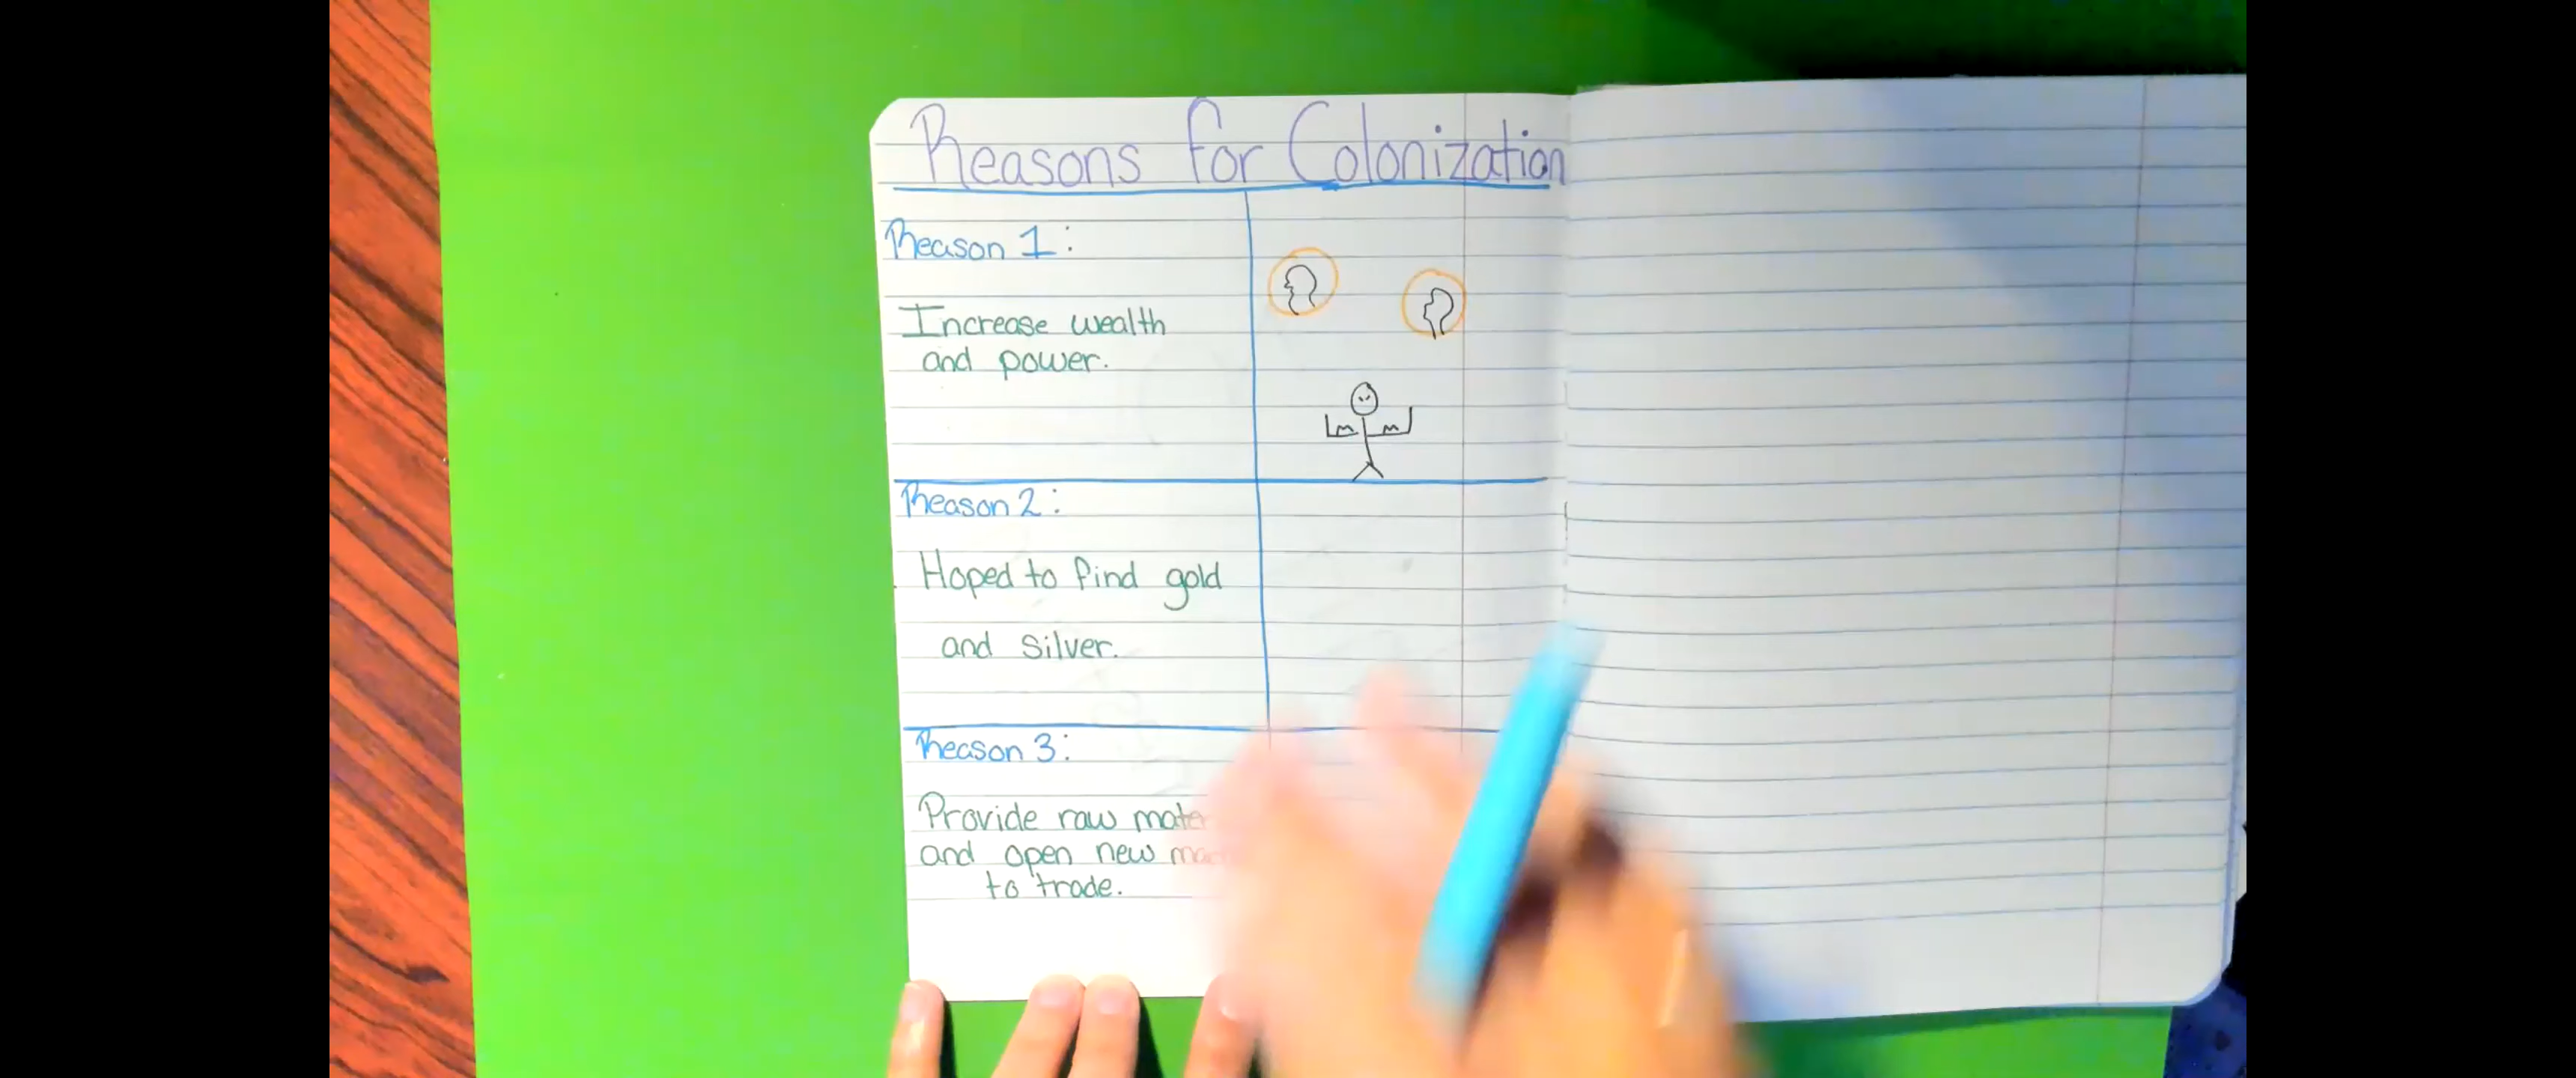 Reasons for Colonization
Reason 1:
Increase wealth
and power.
Reason 2:
Hoped to find gold
and silver.
Reason 3:
Provide raw
and open new
to trade.